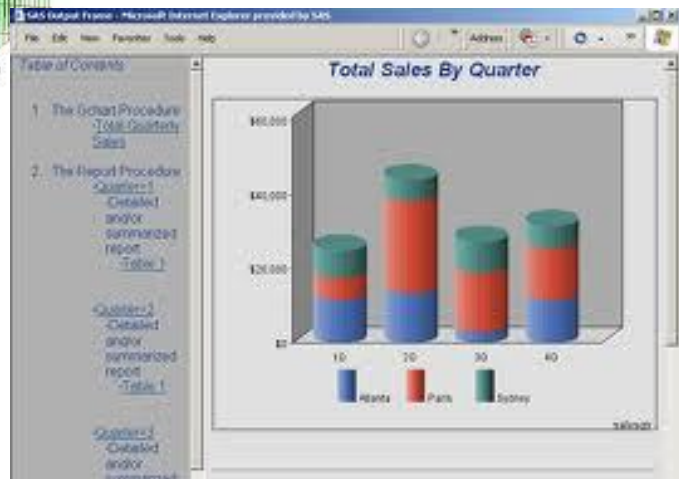 SAS Output Frame - Microsoft Internet Explorer provided by SAS
File Edit View Favorites Tools Help
Address
Table of Contents
1. The Gchart Procedure
·Total Quarterly
Sales
2. The Report Procedure
·Quarter=1
·Detailed
and/or
summarized
report
·Table 1
·Quarter=2
·Detailed
and/or
summarized
report
·Table 1
·Quarter=3
·Detailed
and/or
summarized
Total Sales By Quarter
$60,000
$40,000
$20,000
$0
1Q 2Q 3Q 4Q
Atlanta Paris Sydney